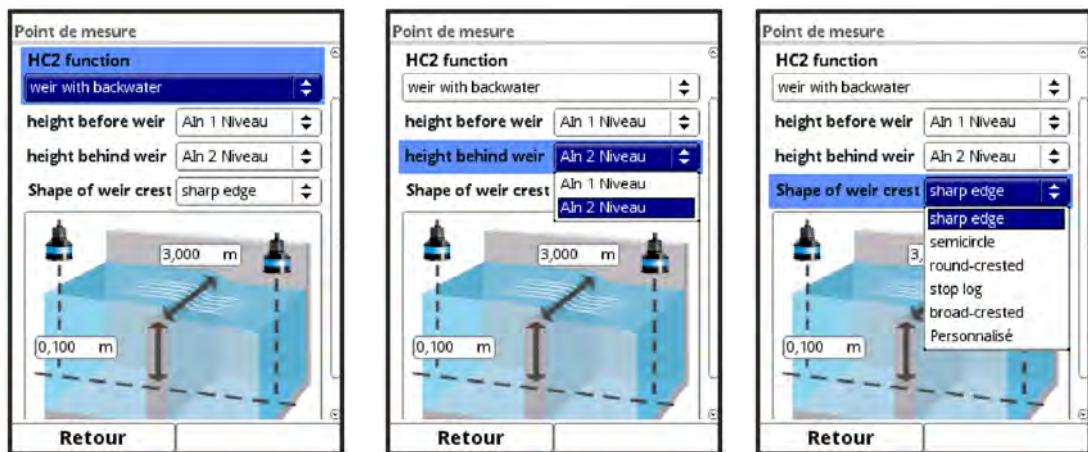 Point de mesure
HC2 function
weir with backwater
height before weir AIn 1 Niveau
height behind weir AIn 2 Niveau
Shape of weir crest sharp edge
3,000 m
0,100 m
Retour
Point de mesure
HC2 function
weir with backwater
height before weir AIn 1 Niveau
height behind weir AIn 2 Niveau
Shape of weir crest AIn 1 Niveau
AIn 2 Niveau
3,000 m
0,100 m
Retour
Point de mesure
HC2 function
weir with backwater
height before weir AIn 1 Niveau
height behind weir AIn 2 Niveau
Shape of weir crest sharp edge
sharp edge
semicircle
3, round-crested
stop log
broad-crested
0,100 m Personnalisé
Retour